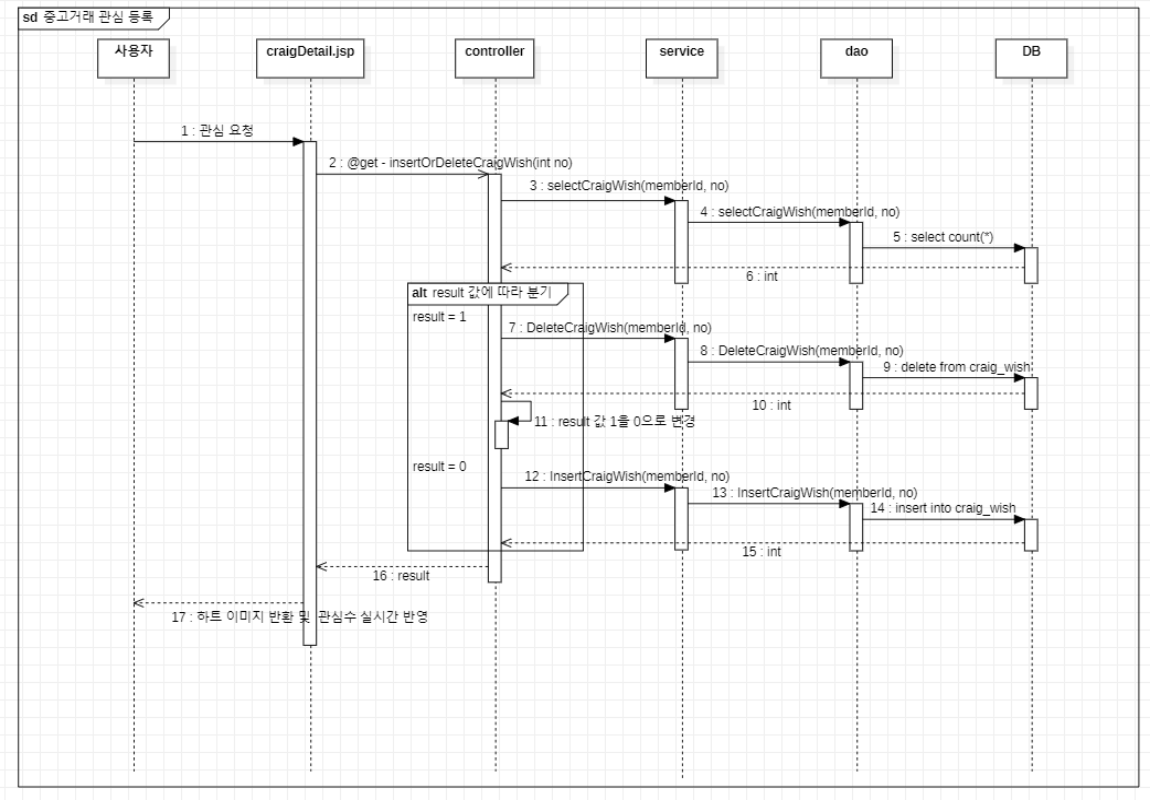 sd 중고거래 관심 등록
사용자
craigDetail.jsp
controller
service
dao
DB
1 : 관심 요청
2 : @get - insertOrDeleteCraigWish(int no)
3 : selectCraigWish(memberId, no)
4 : selectCraigWish(memberId, no)
5 : select count(*)
6 : int
alt result 값에 따라 분기
result = 1
7 : DeleteCraigWish(memberId, no)
8 : DeleteCraigWish(memberId, no)
9 : delete from craig_wish
10 : int
11 : result 값 1을 0으로 변경
result = 0
12 : InsertCraigWish(memberId, no)
13 : InsertCraigWish(memberId, no)
14 : insert into craig_wish
15 : int
16 : result
17 : 하트 이미지 반환 및 관심수 실시간 반영